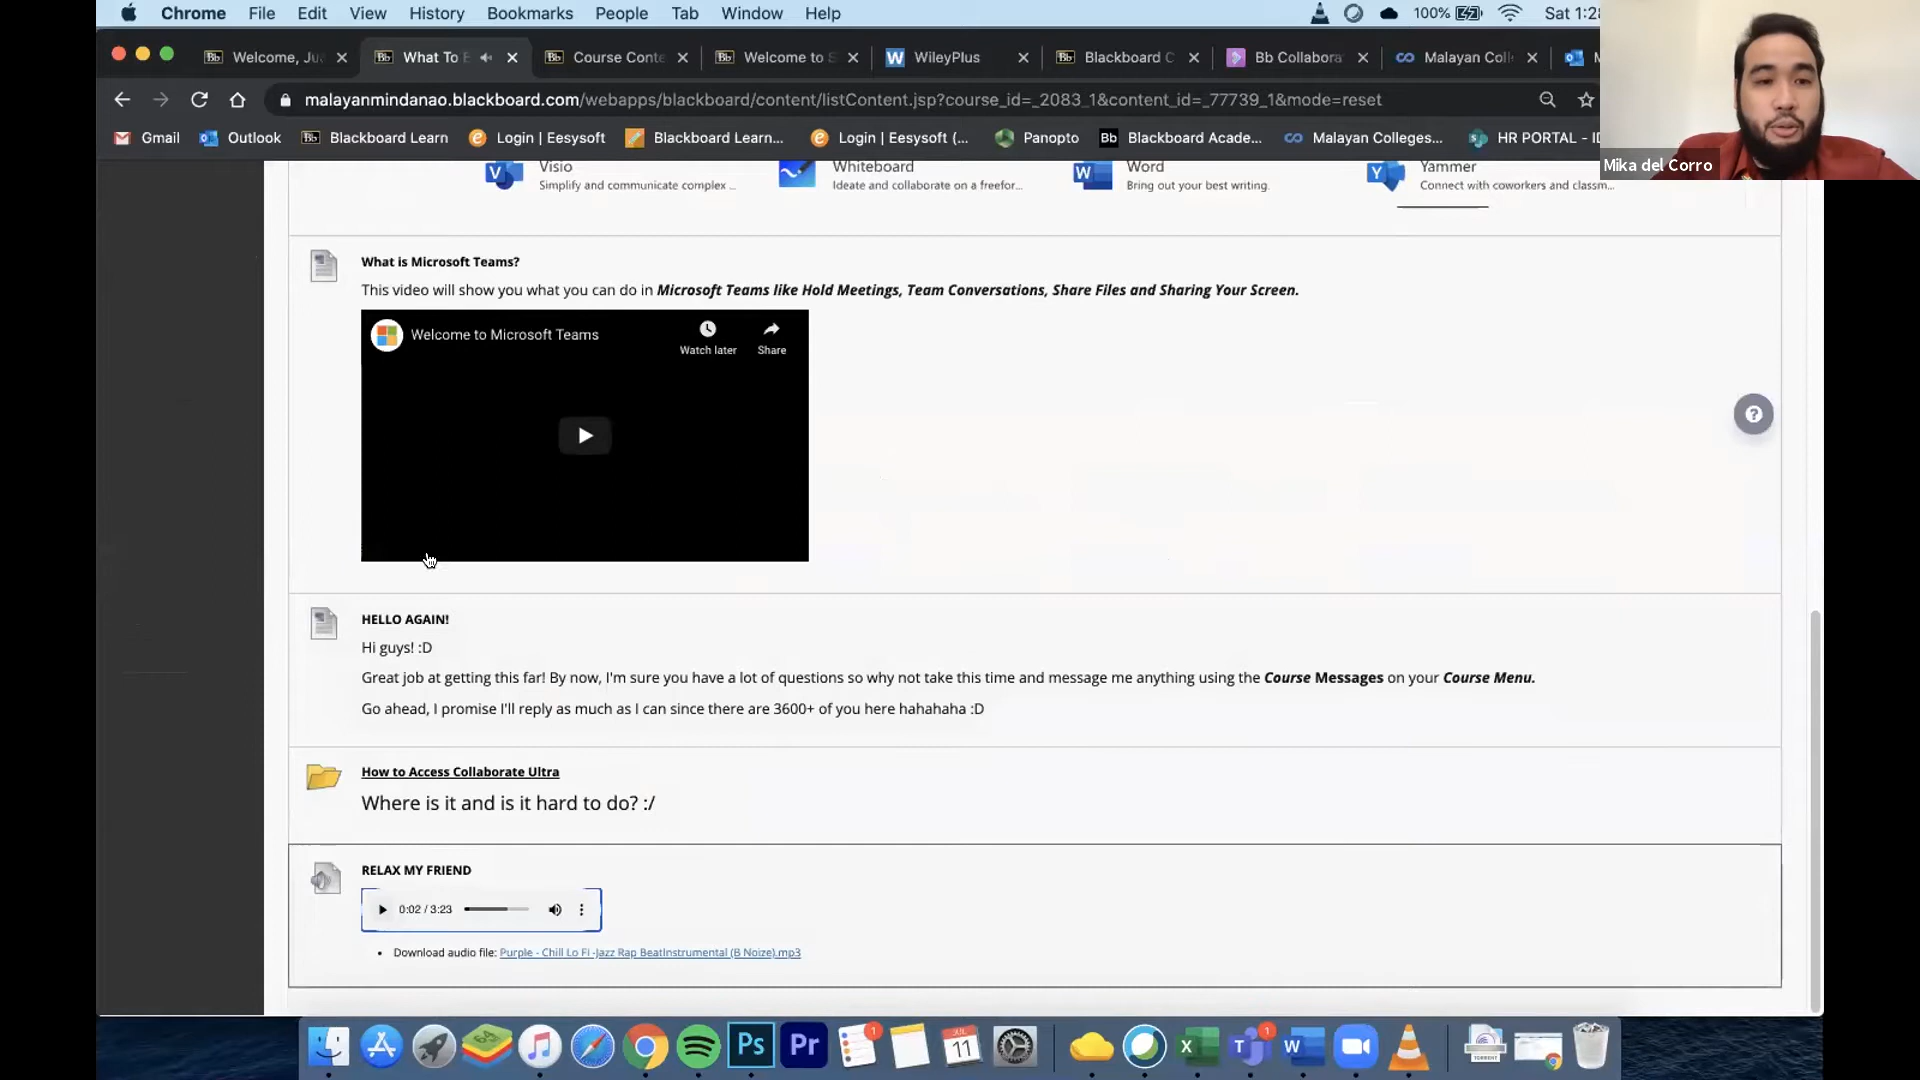 Chrome File Edit View History Bookmarks People Tab Window Help 100% Sat 1:28
Welcome, Ju What To B Course Conte Welcome to S WileyPlus Blackboard C Bb Collabora Malayan Coll M
malayanmindanao.blackboard.com/webapps/blackboard/content/listContent.jsp?course_id=_2083_1&content_id=_77739_1&mode=reset
Gmail Outlook Blackboard Learn Login | Eesysoft Blackboard Learn... Login | Eesysoft (... Panopto Blackboard Acade... Malayan Colleges... HR PORTAL - ID
Mika del Corro
Visio Whiteboard Word Yammer
Simplify and communicate complex ... Ideate and collaborate on a freefor... Bring out your best writing. Connect with coworkers and classm...
What is Microsoft Teams?
This video will show you what you can do in Microsoft Teams like Hold Meetings, Team Conversations, Share Files and Sharing Your Screen.
Welcome to Microsoft Teams
Watch later Share
HELLO AGAIN!
Hi guys! :D
Great job at getting this far! By now, I'm sure you have a lot of questions so why not take this time and message me anything using the Course Messages on your Course Menu.
Go ahead, I promise I'll reply as much as I can since there are 3600+ of you here hahahaha :D
How to Access Collaborate Ultra
Where is it and is it hard to do? :/
RELAX MY FRIEND
0:02 / 3:23
Download audio file: Purple - Chill Lo Fi -Jazz Rap BeatInstrumental (B Noize).mp3
JUL
11
Ps Pr 1 1